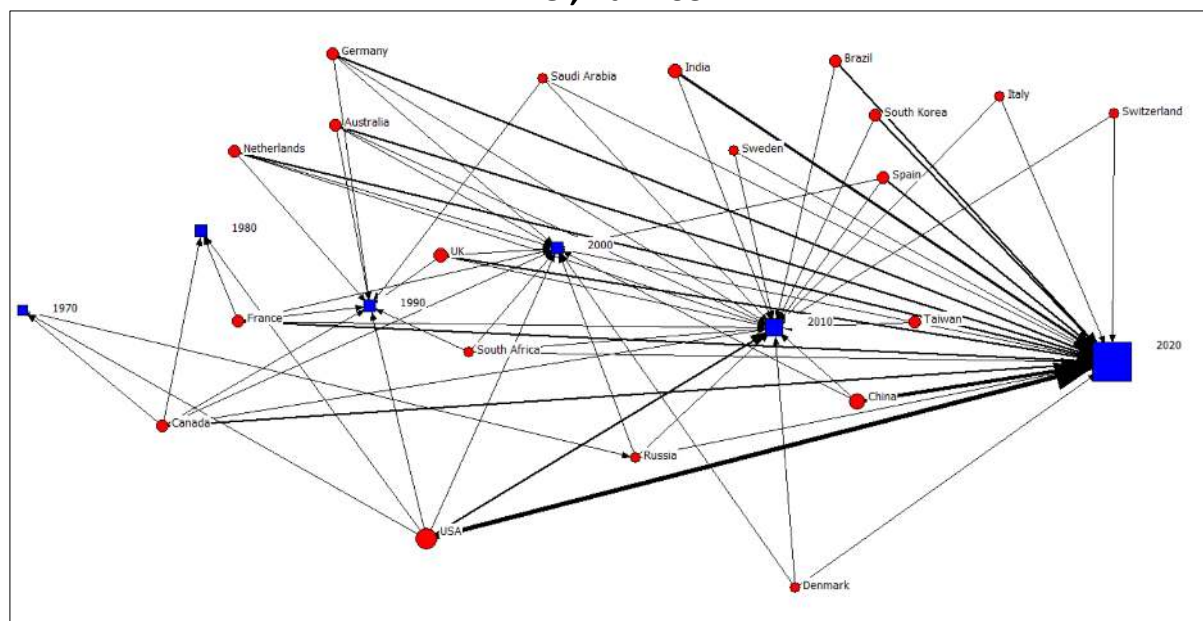 Germany
Brazil
India
Saudi Arabia
Italy
Switzerland
South Korea
Australia
Netherlands
Sweden
Spain
1980
2000
UK
1990
1970
France
2010
Taiwan
2020
South Africa
China
Canada
Russia
USA
Denmark